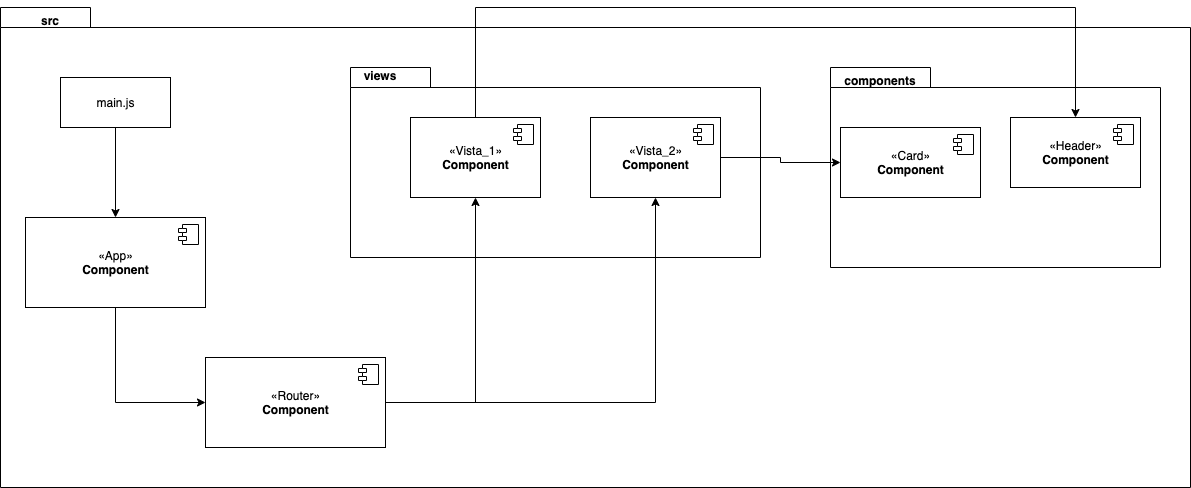 src
views
components
main.js
«Vista_1»
Component
«Vista_2»
Component
«Card»
Component
«Header»
Component
«App»
Component
«Router»
Component